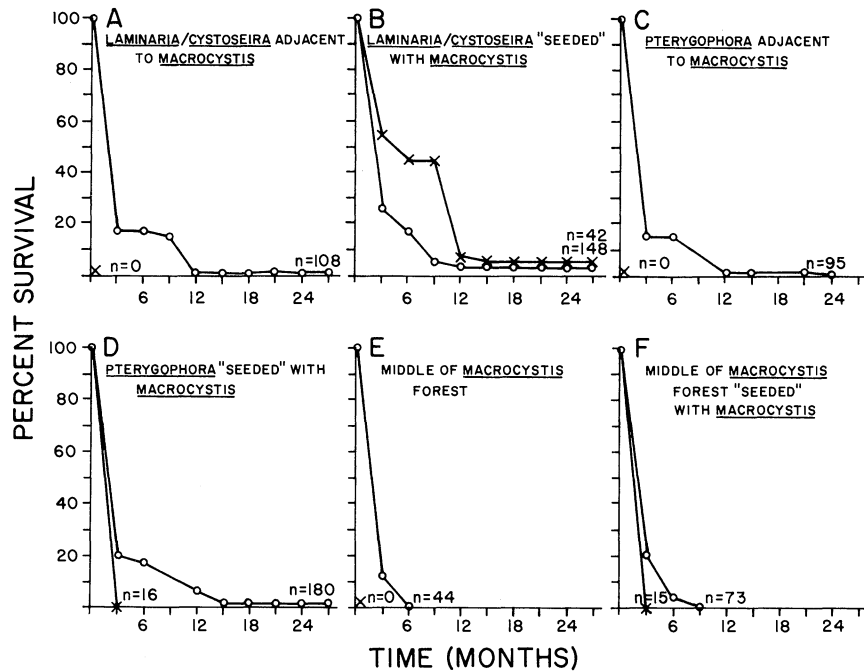 PERCENT SURVIVAL
A
LAMINARIA/CYSTOSEIRA ADJACENT
TO MACROCYSTIS
100
80
60
40
20
n=0
n=108
6
12
18
24
B
LAMINARIA/CYSTOSEIRA "SEEDED"
WITH MACROCYSTIS
n=42
n=148
6
12
18
24
C
PTERYGOPHORA ADJACENT
TO MACROCYSTIS
n=0
n=95
6
12
18
24
D
PTERYGOPHORA "SEEDED" WITH
MACROCYSTIS
100
80
60
40
20
n=16
n=180
6
12
18
24
E
MIDDLE OF MACROCYSTIS
FOREST
n=0
n=44
6
12
18
24
F
MIDDLE OF MACROCYSTIS
FOREST "SEEDED"
WITH MACROCYSTIS
n=15
n=73
6
12
18
24
TIME (MONTHS)